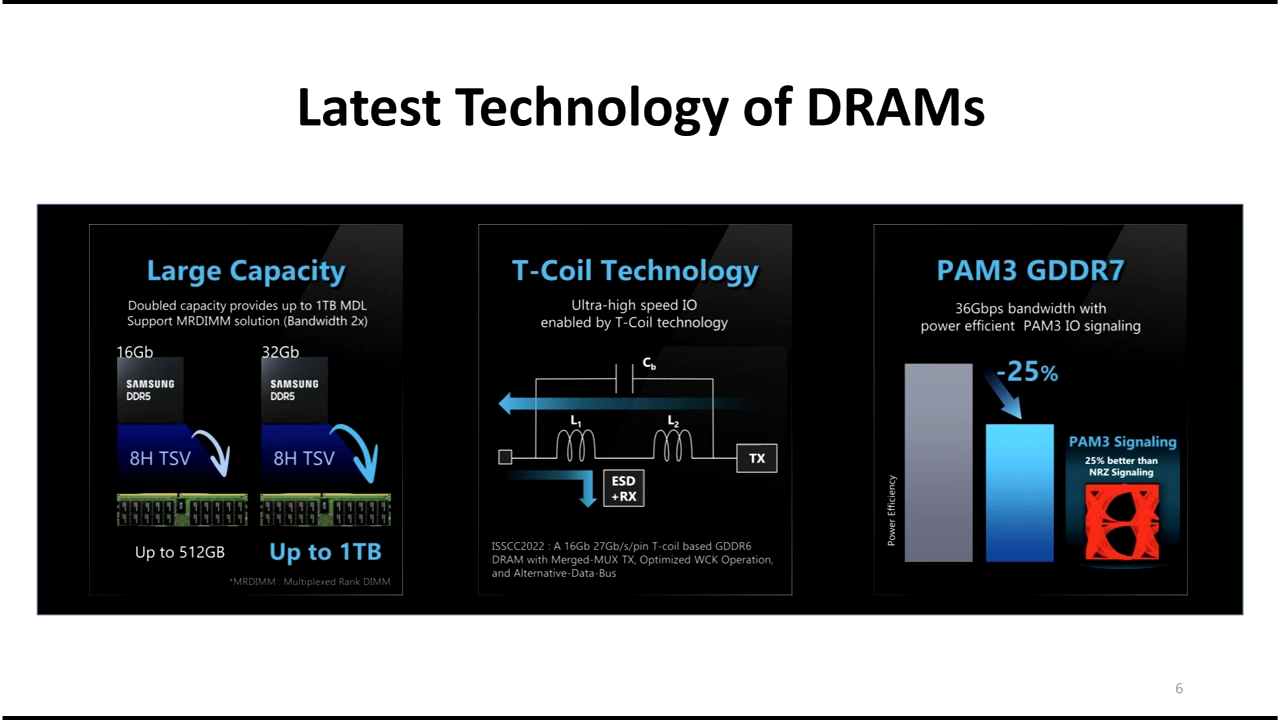 Latest Technology of DRAMs
Large Capacity
Doubled capacity provides up to 1TB MDL
Support MRDIMM solution (Bandwidth 2x)
16Gb
32Gb
SAMSUNG
DDR5
SAMSUNG
DDR5
8H TSV
8H TSV
Up to 512GB
Up to 1TB
*MRDIMM : Multiplexed Rank DIMM
T-Coil Technology
Ultra-high speed IO
enabled by T-Coil technology
Cb
L1
L2
TX
ESD
+RX
ISSCC2022 : A 16Gb 27Gb/s/pin T-coil based GDDR6
DRAM with Merged-MUX TX, Optimized WCK Operation,
and Alternative-Data-Bus
PAM3 GDDR7
36Gbps bandwidth with
power efficient PAM3 IO signaling
-25%
Power Efficiency
PAM3 Signaling
25% better than
NRZ Signaling
6